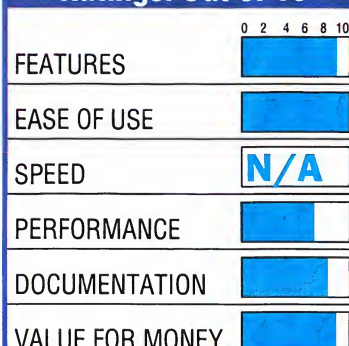 0 2 4 6 8 10
FEATURES
EASE OF USE
SPEED N/A
PERFORMANCE
DOCUMENTATION
VALUE FOR MONEY